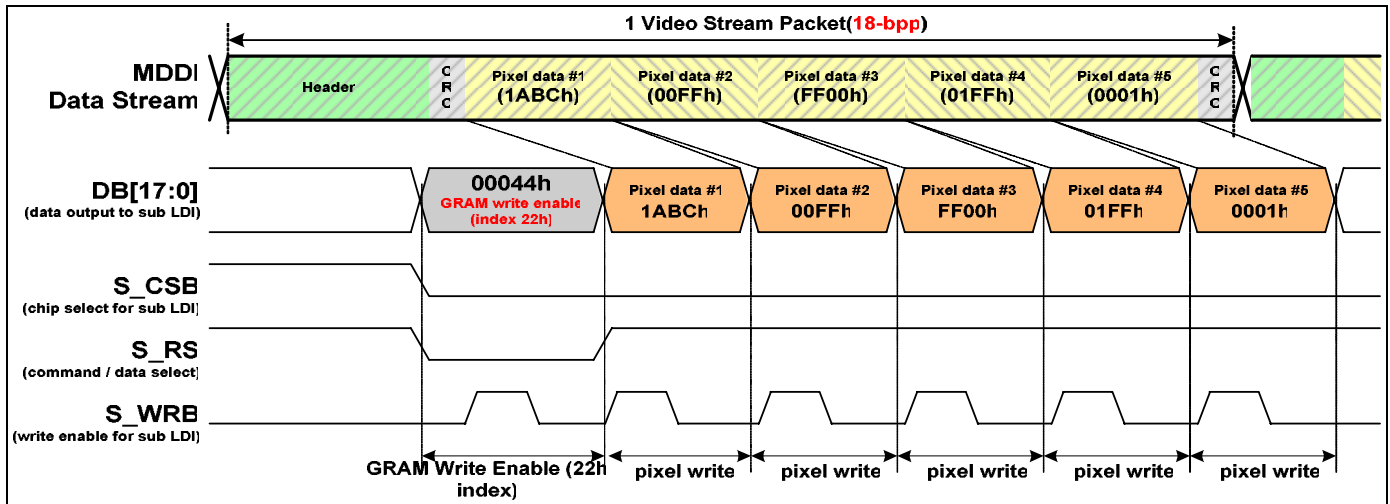 1 Video Stream Packet(18-bpp)
MDDI
Data Stream
Header
C
R
C
Pixel data #1
(1ABCh)
Pixel data #2
(00FFh)
Pixel data #3
(FF00h)
Pixel data #4
(01FFh)
Pixel data #5
(0001h)
C
R
C
DB[17:0]
(data output to sub LDI)
00044h
GRAM write enable
(index 22h)
Pixel data #1
1ABCh
Pixel data #2
00FFh
Pixel data #3
FF00h
Pixel data #4
01FFh
Pixel data #5
0001h
S_CSB
(chip select for sub LDI)
S_RS
(command / data select)
S_WRB
(write enable for sub LDI)
GRAM Write Enable (22h
index)
pixel write
pixel write
pixel write
pixel write
pixel write